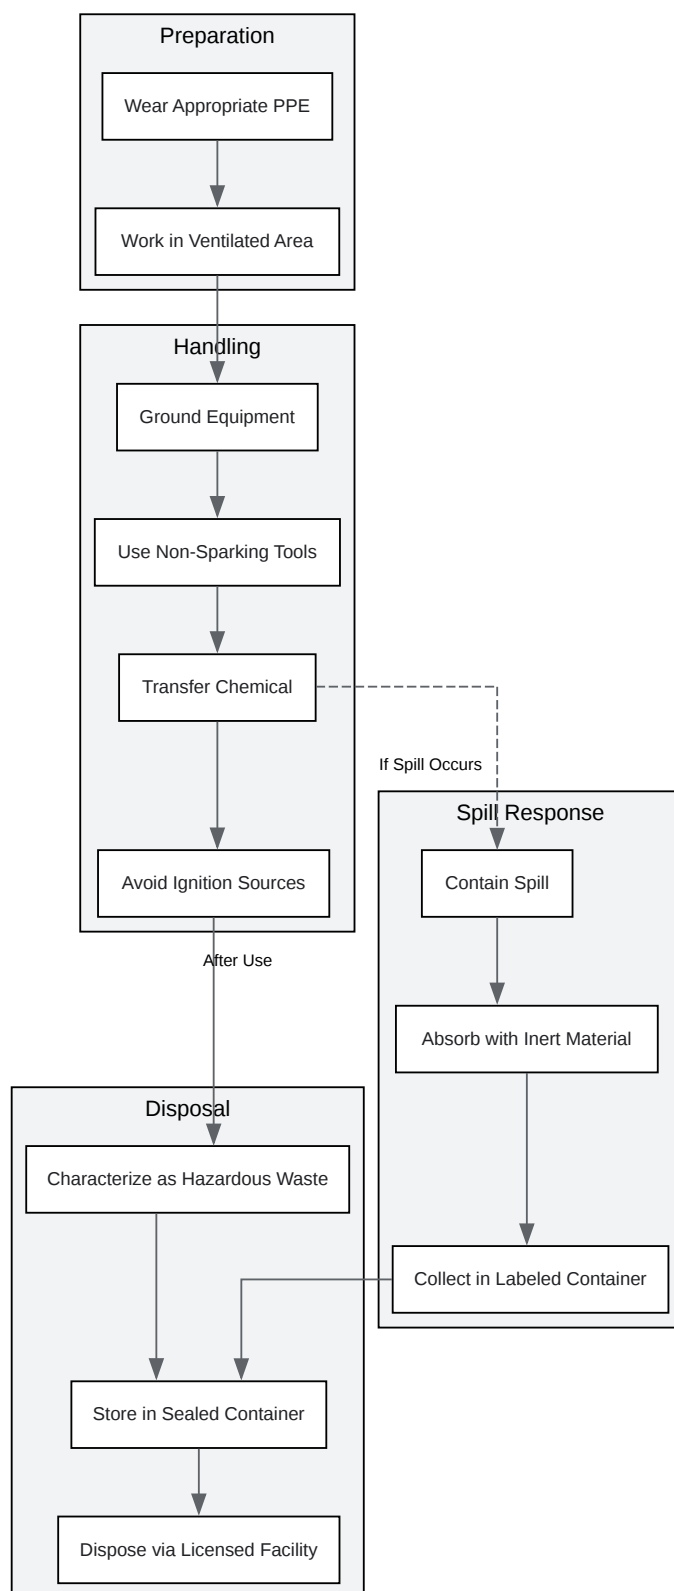 Preparation
Wear Appropriate PPE
Work in Ventilated Area
Handling
Ground Equipment
Use Non-Sparking Tools
Transfer Chemical
If Spill Occurs
Spill Response
Avoid Ignition Sources
Contain Spill
After Use
Absorb with Inert Material
Disposal
Characterize as Hazardous Waste
Collect in Labeled Container
Store in Sealed Container
Dispose via Licensed Facility